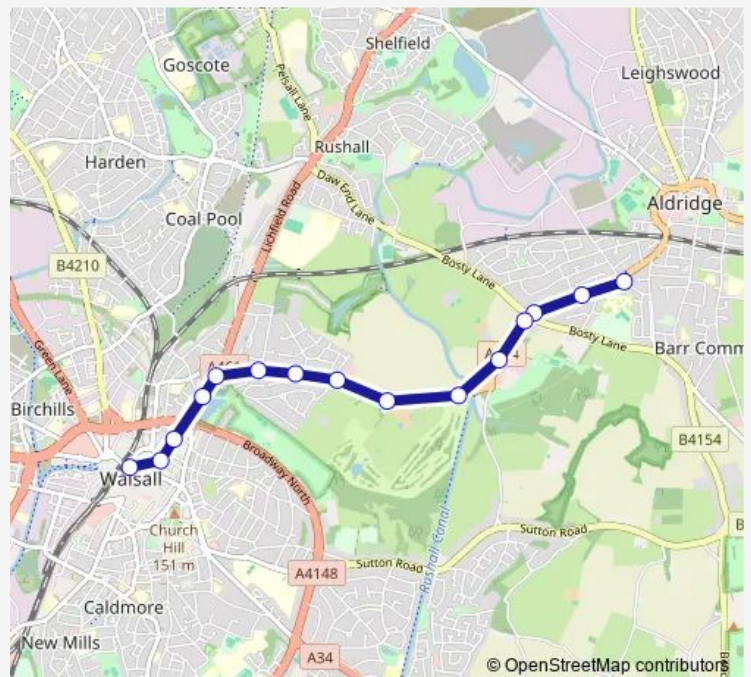 Shelfield
Goscote
Leighswood
Pelsall Lane
Rushall
Harden
Daw End Lane
Aldridge
Coal Pool
Lichfield Road
B4210
Bosty Lane
Green Lane
Bosty Lane
Barr Comm
Birchills
B4154
Broadway North
Walsall
Church
Hill
151 m
Sutton Road
Rushall Canal
A4148
Sutton Road
Caldmore
New Mills
A34
© OpenStreetMap contributors